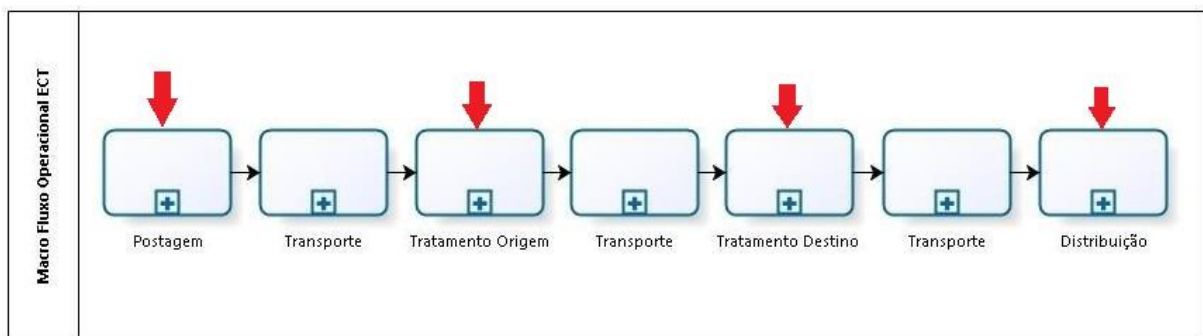 Macro Fluxo Operacional ECT
Postagem
Transporte
Tratamento Origem
Transporte
Tratamento Destino
Transporte
Distribuição